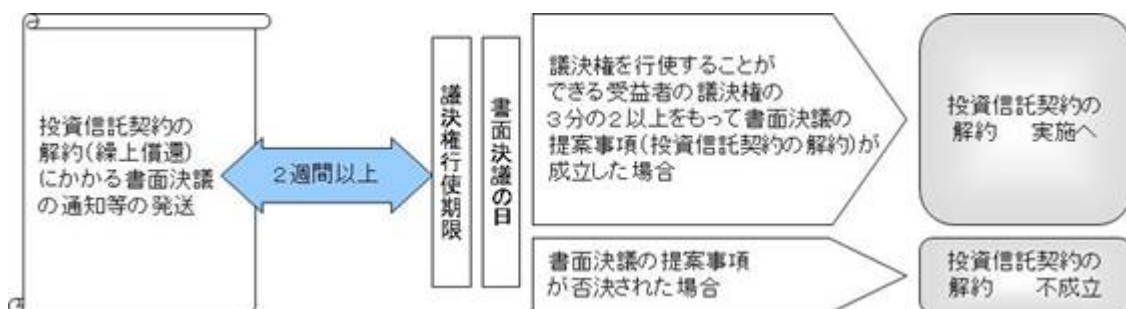 投資信託契約の
解約(繰上償還)
にかかる書面決議
の通知等の発送
2週間以上
議決権行使期限
書面決議の日
議決権を行使することが
できる受益者の議決権の
3分の2以上をもって書面決議の
提案事項(投資信託契約の解約)が
成立した場合
投資信託契約の
解約 実施へ
書面決議の提案事項
が否決された場合
投資信託契約の
解約 不成立